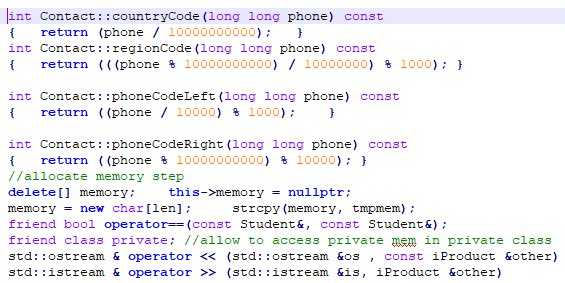 int Contact::countryCode(long long phone) const
{   return (phone / 10000000000);   }
int Contact::regionCode(long long phone) const
{   return (((phone % 10000000000) / 10000000) % 1000); }
int Contact::phoneCodeLeft(long long phone) const
{   return ((phone / 10000) % 1000);    }
int Contact::phoneCodeRight(long long phone) const
{   return ((phone % 10000000000) % 10000); }
//allocate memory step
delete[] memory;    this->memory = nullptr;
memory = new char[len];     strcpy(memory, tmpmem);
friend bool operator==(const Student&, const Student&);
friend class private; //allow to access private mem in private class
std::ostream & operator << (std::ostream &os , const iProduct &other)
std::istream & operator >> (std::istream &is, iProduct &other)